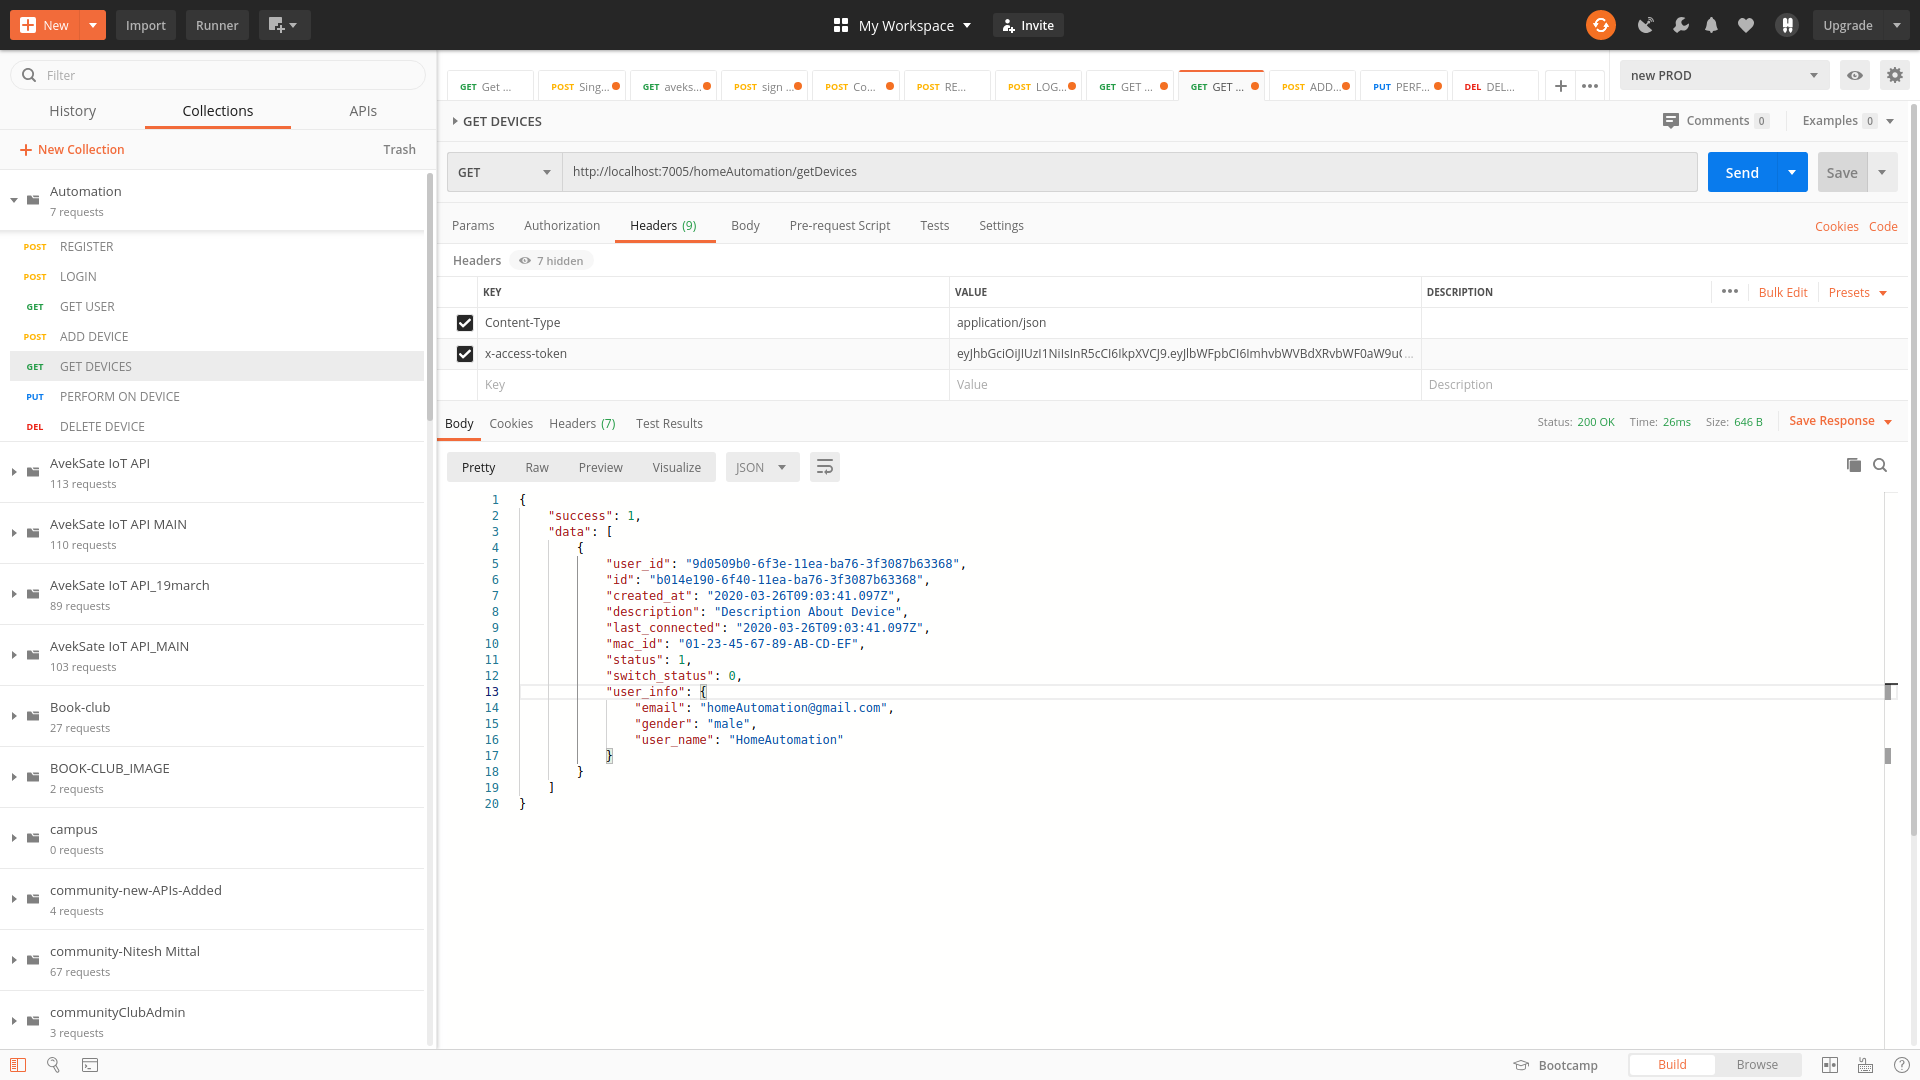 New
Import
Runner
My Workspace
Invite
Upgrade
Filter
History
Collections
APIs
New Collection
Trash
Automation
7 requests
POST REGISTER
POST LOGIN
GET GET USER
POST ADD DEVICE
GET GET DEVICES
PUT PERFORM ON DEVICE
DEL DELETE DEVICE
AvekSate IoT API
113 requests
AvekSate IoT API MAIN
110 requests
AvekSate IoT API_19march
89 requests
AvekSate IoT API_MAIN
103 requests
Book-club
27 requests
BOOK-CLUB_IMAGE
2 requests
campus
0 requests
community-new-APIs-Added
4 requests
community-Nitesh Mittal
67 requests
communityClubAdmin
3 requests
GET Get ...
POST Sing...
GET aveks...
POST sign ...
POST Co...
POST RE...
POST LOG...
GET GET ...
GET GET ...
POST ADD...
PUT PERF...
DEL DEL...
new PROD
GET DEVICES
Comments 0
Examples 0
GET
http://localhost:7005/homeAutomation/getDevices
Send
Save
Params
Authorization
Headers (9)
Body
Pre-request Script
Tests
Settings
Cookies
Code
Headers
7 hidden
KEY
VALUE
DESCRIPTION
Bulk Edit
Presets
Content-Type
application/json
x-access-token
eyJhbGciOiJIUzI1NiIsInR5cCI6IkpXVCJ9.eyJlbWFpbCI6ImhvbWVBdXRvbWF0aW9u...
Key
Value
Description
Body
Cookies
Headers (7)
Test Results
Status: 200 OK
Time: 26ms
Size: 646 B
Save Response
Pretty
Raw
Preview
Visualize
JSON
1 {
2 "success": 1,
3 "data": [
4 {
5 "user_id": "9d0509b0-6f3e-11ea-ba76-3f3087b63368",
6 "id": "b014e190-6f40-11ea-ba76-3f3087b63368",
7 "created_at": "2020-03-26T09:03:41.097Z",
8 "description": "Description About Device",
9 "last_connected": "2020-03-26T09:03:41.097Z",
10 "mac_id": "01-23-45-67-89-AB-CD-EF",
11 "status": 1,
12 "switch_status": 0,
13 "user_info": {
14 "email": "homeAutomation@gmail.com",
15 "gender": "male",
16 "user_name": "HomeAutomation"
17 }
18 }
19 ]
20 }
Bootcamp
Build
Browse